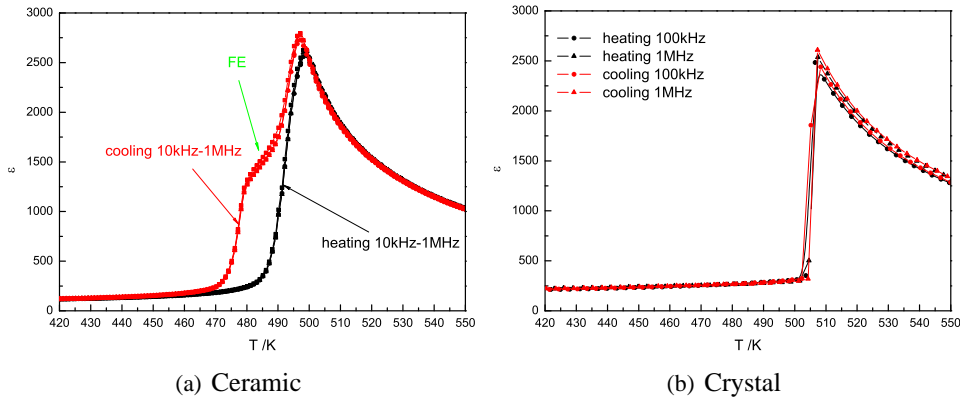 3000
2500
2000
1500
1000
500
0
ε
FE
cooling 10kHz-1MHz
heating 10kHz-1MHz
420 430 440 450 460 470 480 490 500 510 520 530 540 550
T /K
(a) Ceramic
3000
2500
2000
1500
1000
500
0
ε
heating 100kHz
heating 1MHz
cooling 100kHz
cooling 1MHz
420 430 440 450 460 470 480 490 500 510 520 530 540 550
T /K
(b) Crystal